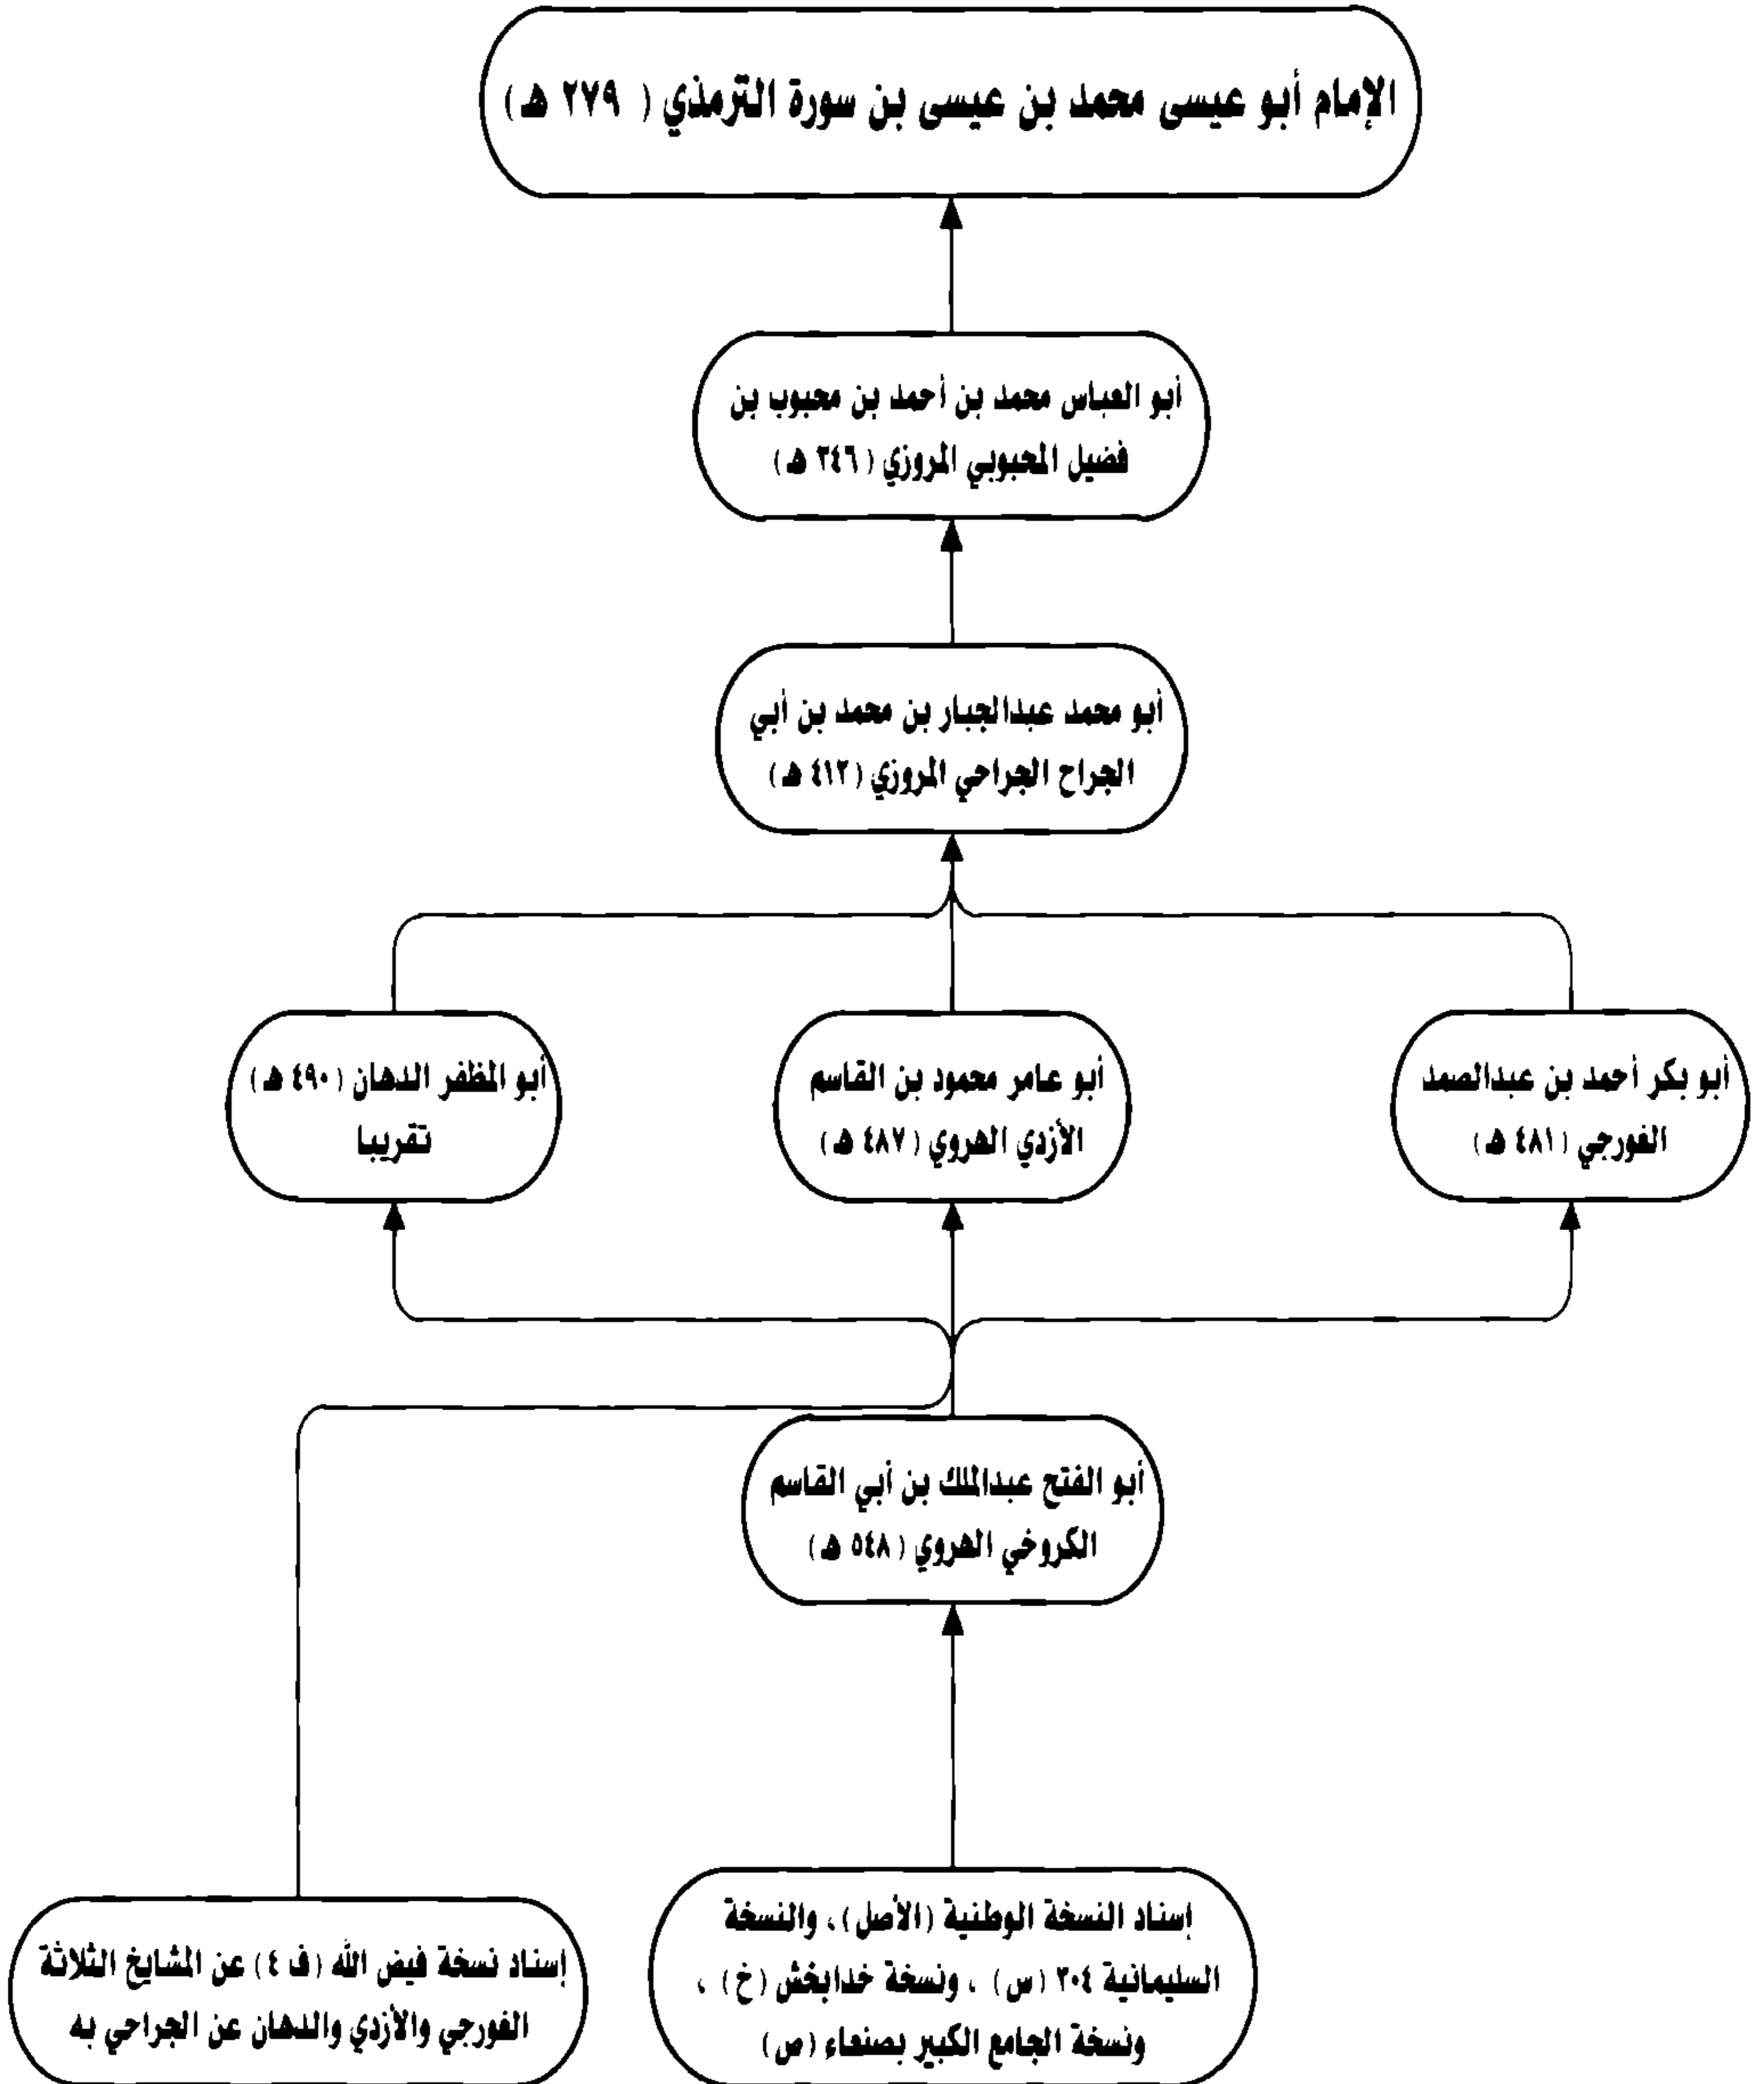 الإمام أبو عيسى محمد بن عيسى بن سورة الترمذي ( ٢٧٩ هـ )
أبو العباس محمد بن أحمد بن محبوب بن
فضيل المحبوبي المروزي (٣٤٦ هـ)
أبو محمد عبدالجبار بن محمد بن أبي
الجراح الجراحي المروزي (٤١٢ هـ)
أبو بكر أحمد بن عبدالصمد
الغورجي (٤٨١ هـ)
أبو عامر محمود بن القاسم
الأزدي الهروي (٤٨٧ هـ)
أبو المظفر الدهان (٤٩٠ هـ)
تقريبا
أبو الفتح عبدالملك بن أبي القاسم
الكروخي الهروي (٥٤٨ هـ)
إسناد النسخة الوطنية (الأصل)، والنسخة
السليمانية ٣٠٤ (س) ، ونسخة خدابخش (خ) ،
ونسخة الجامع الكبير بصنعاء (ص)
إسناد نسخة فيض الله (ف ٤) عن المشايخ الثلاثة
الغورجي والأزدي والدهان عن الجراحي به